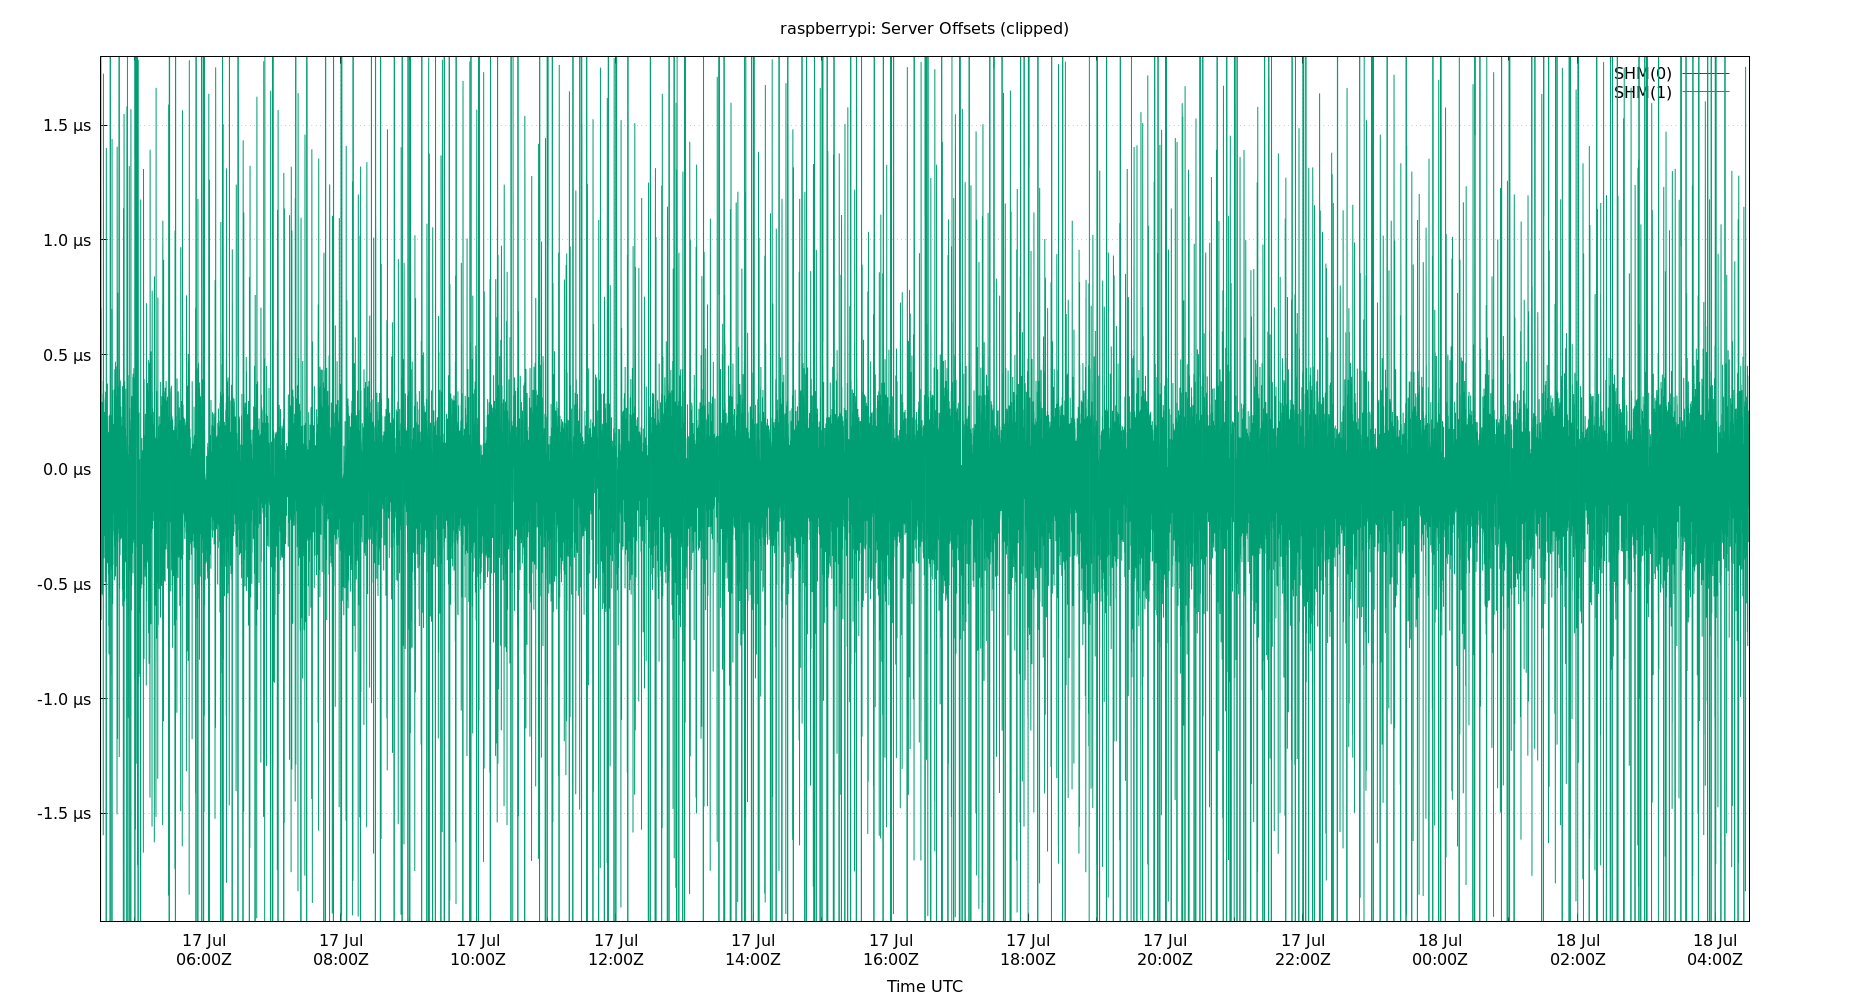 raspberrypi: Server Offsets (clipped)
SHM(0)
SHM(1)
1.5 µs
1.0 µs
0.5 µs
0.0 µs
-0.5 µs
-1.0 µs
-1.5 µs
17 Jul 17 Jul 17 Jul 17 Jul 17 Jul 17 Jul 17 Jul 17 Jul 17 Jul 18 Jul 18 Jul 18 Jul
06:00Z 08:00Z 10:00Z 12:00Z 14:00Z 16:00Z 18:00Z 20:00Z 22:00Z 00:00Z 02:00Z 04:00Z
Time UTC